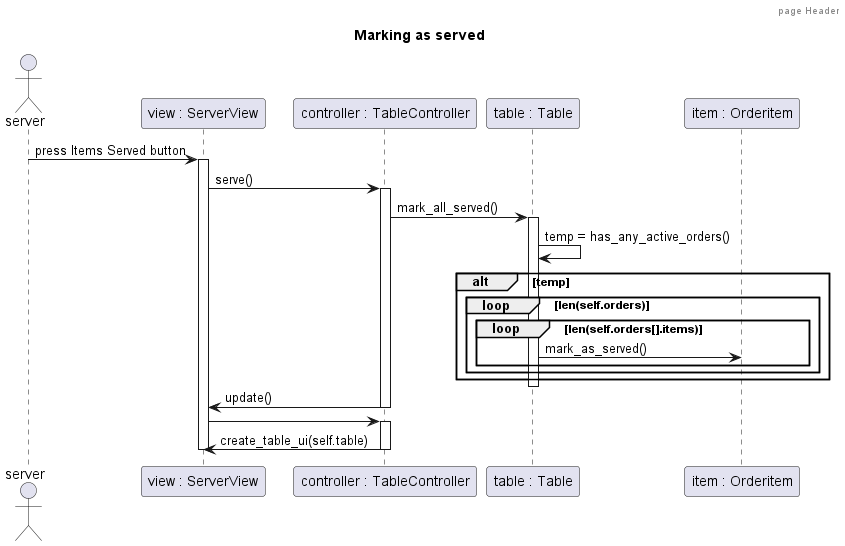 page Header
Marking as served
server
view : ServerView
controller : TableController
table : Table
item : Orderitem
press Items Served button
serve()
mark_all_served()
temp = has_any_active_orders()
alt [temp]
loop [len(self.orders)]
loop [len(self.orders[].items)]
mark_as_served()
update()
create_table_ui(self.table)
server
view : ServerView
controller : TableController
table : Table
item : Orderitem